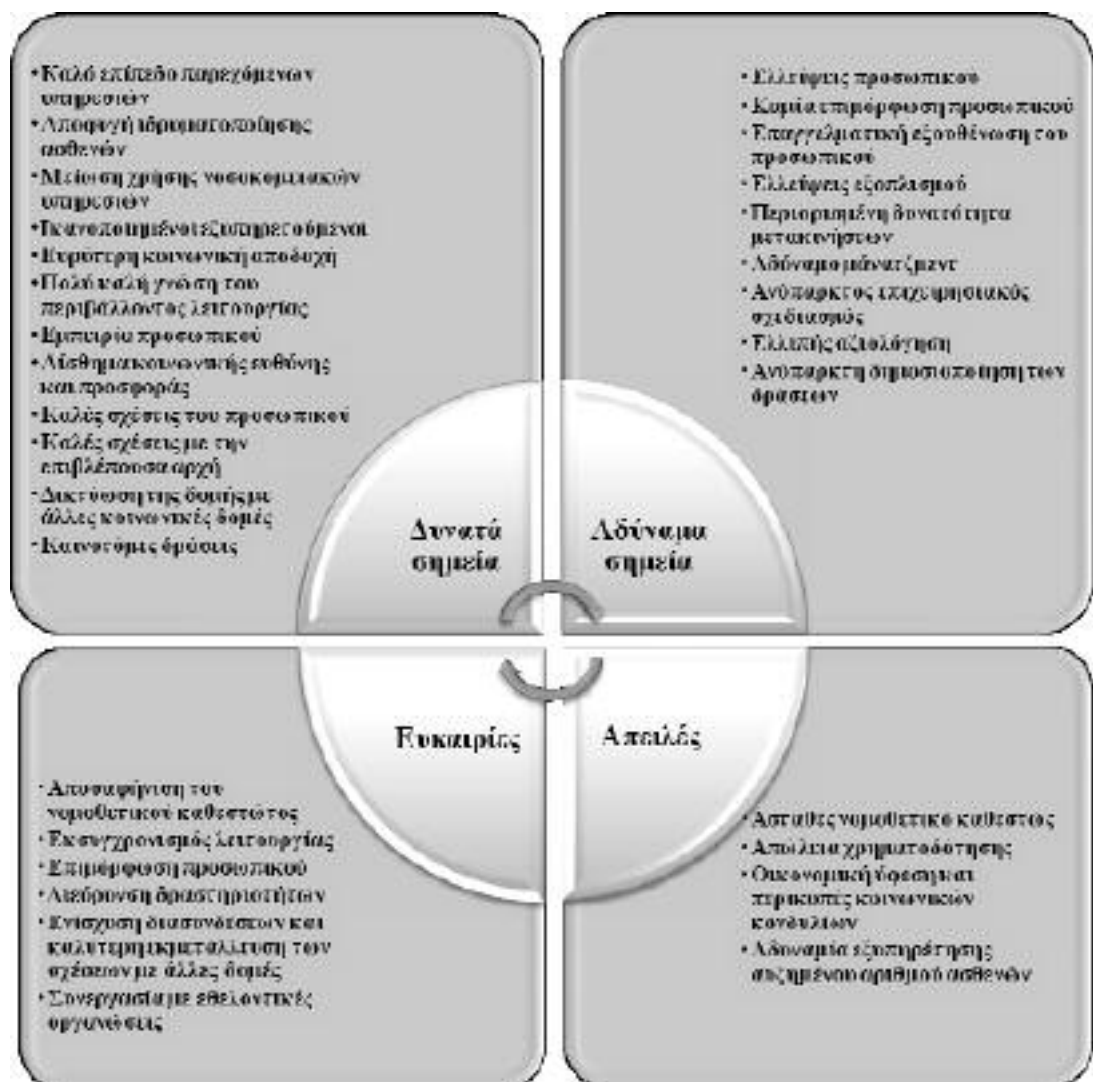 • Καλό επίπεδο παρεχόμενων
υπηρεσιών
• Αποφυγή ιδρυματοποίησης
ασθενών
• Μείωση χρήσης νοσοκομειακών
υπηρεσιών
• Ικανοποιημένοι εξυπηρετούμενοι
• Ευρύτερη κοινωνική αποδοχή
• Πολύ καλή γνώση του
περιβάλλοντος λειτουργίας
• Εμπειρία προσωπικού
• Αίσθημα κοινωνικής ευθύνης
και προσφοράς
• Καλές σχέσεις του προσωπικού
• Καλές σχέσεις με την
επιβλέπουσα αρχή
• Δικτύωση της δομής με
άλλες κοινωνικές δομές
• Καινοτόμες δράσεις
Δυνατά
σημεία
• Ελλείψεις προσωπικού
• Καμία επιμόρφωση προσωπικού
• Επαγγελματική εξουθένωση του
προσωπικού
• Ελλείψεις εξοπλισμού
• Περιορισμένη δυνατότητα
μετακινήσεων
• Αδύναμο μάνατζμεντ
• Ανύπαρκτος επιχειρησιακός
σχεδιασμός
• Ελλιπής αξιολόγηση
• Ανύπαρκτη δημοσιοποίηση των
δράσεων
Αδύναμα
σημεία
Ευκαιρίες
• Αποσαφήνιση του
νομοθετικού καθεστώτος
• Εκσυγχρονισμός λειτουργίας
• Επιμόρφωση προσωπικού
• Διεύρυνση δραστηριοτήτων
• Ενίσχυση διασυνδέσεων και
καλύτερη εκμετάλλευση των
σχέσεων με άλλες δομές
• Συνεργασία με εθελοντικές
οργανώσεις
Απειλές
• Ασταθές νομοθετικό καθεστώς
• Απώλεια χρηματοδότησης
• Οικονομική ύφεση και
περικοπές κοινωνικών
κονδυλίων
• Αδυναμία εξυπηρέτησης
αυξημένου αριθμού ασθενών